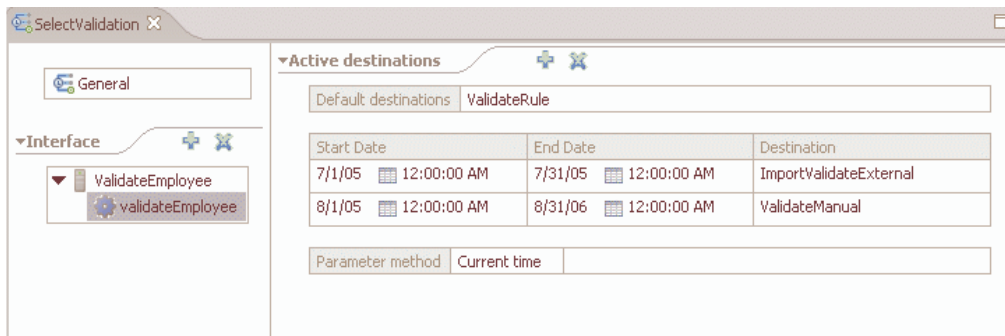 SelectValidation
General
Interface
ValidateEmployee
validateEmployee
Active destinations
Default destinations ValidateRule
Start Date End Date Destination
7/1/05 12:00:00 AM 7/31/05 12:00:00 AM ImportValidateExternal
8/1/05 12:00:00 AM 8/31/06 12:00:00 AM ValidateManual
Parameter method Current time